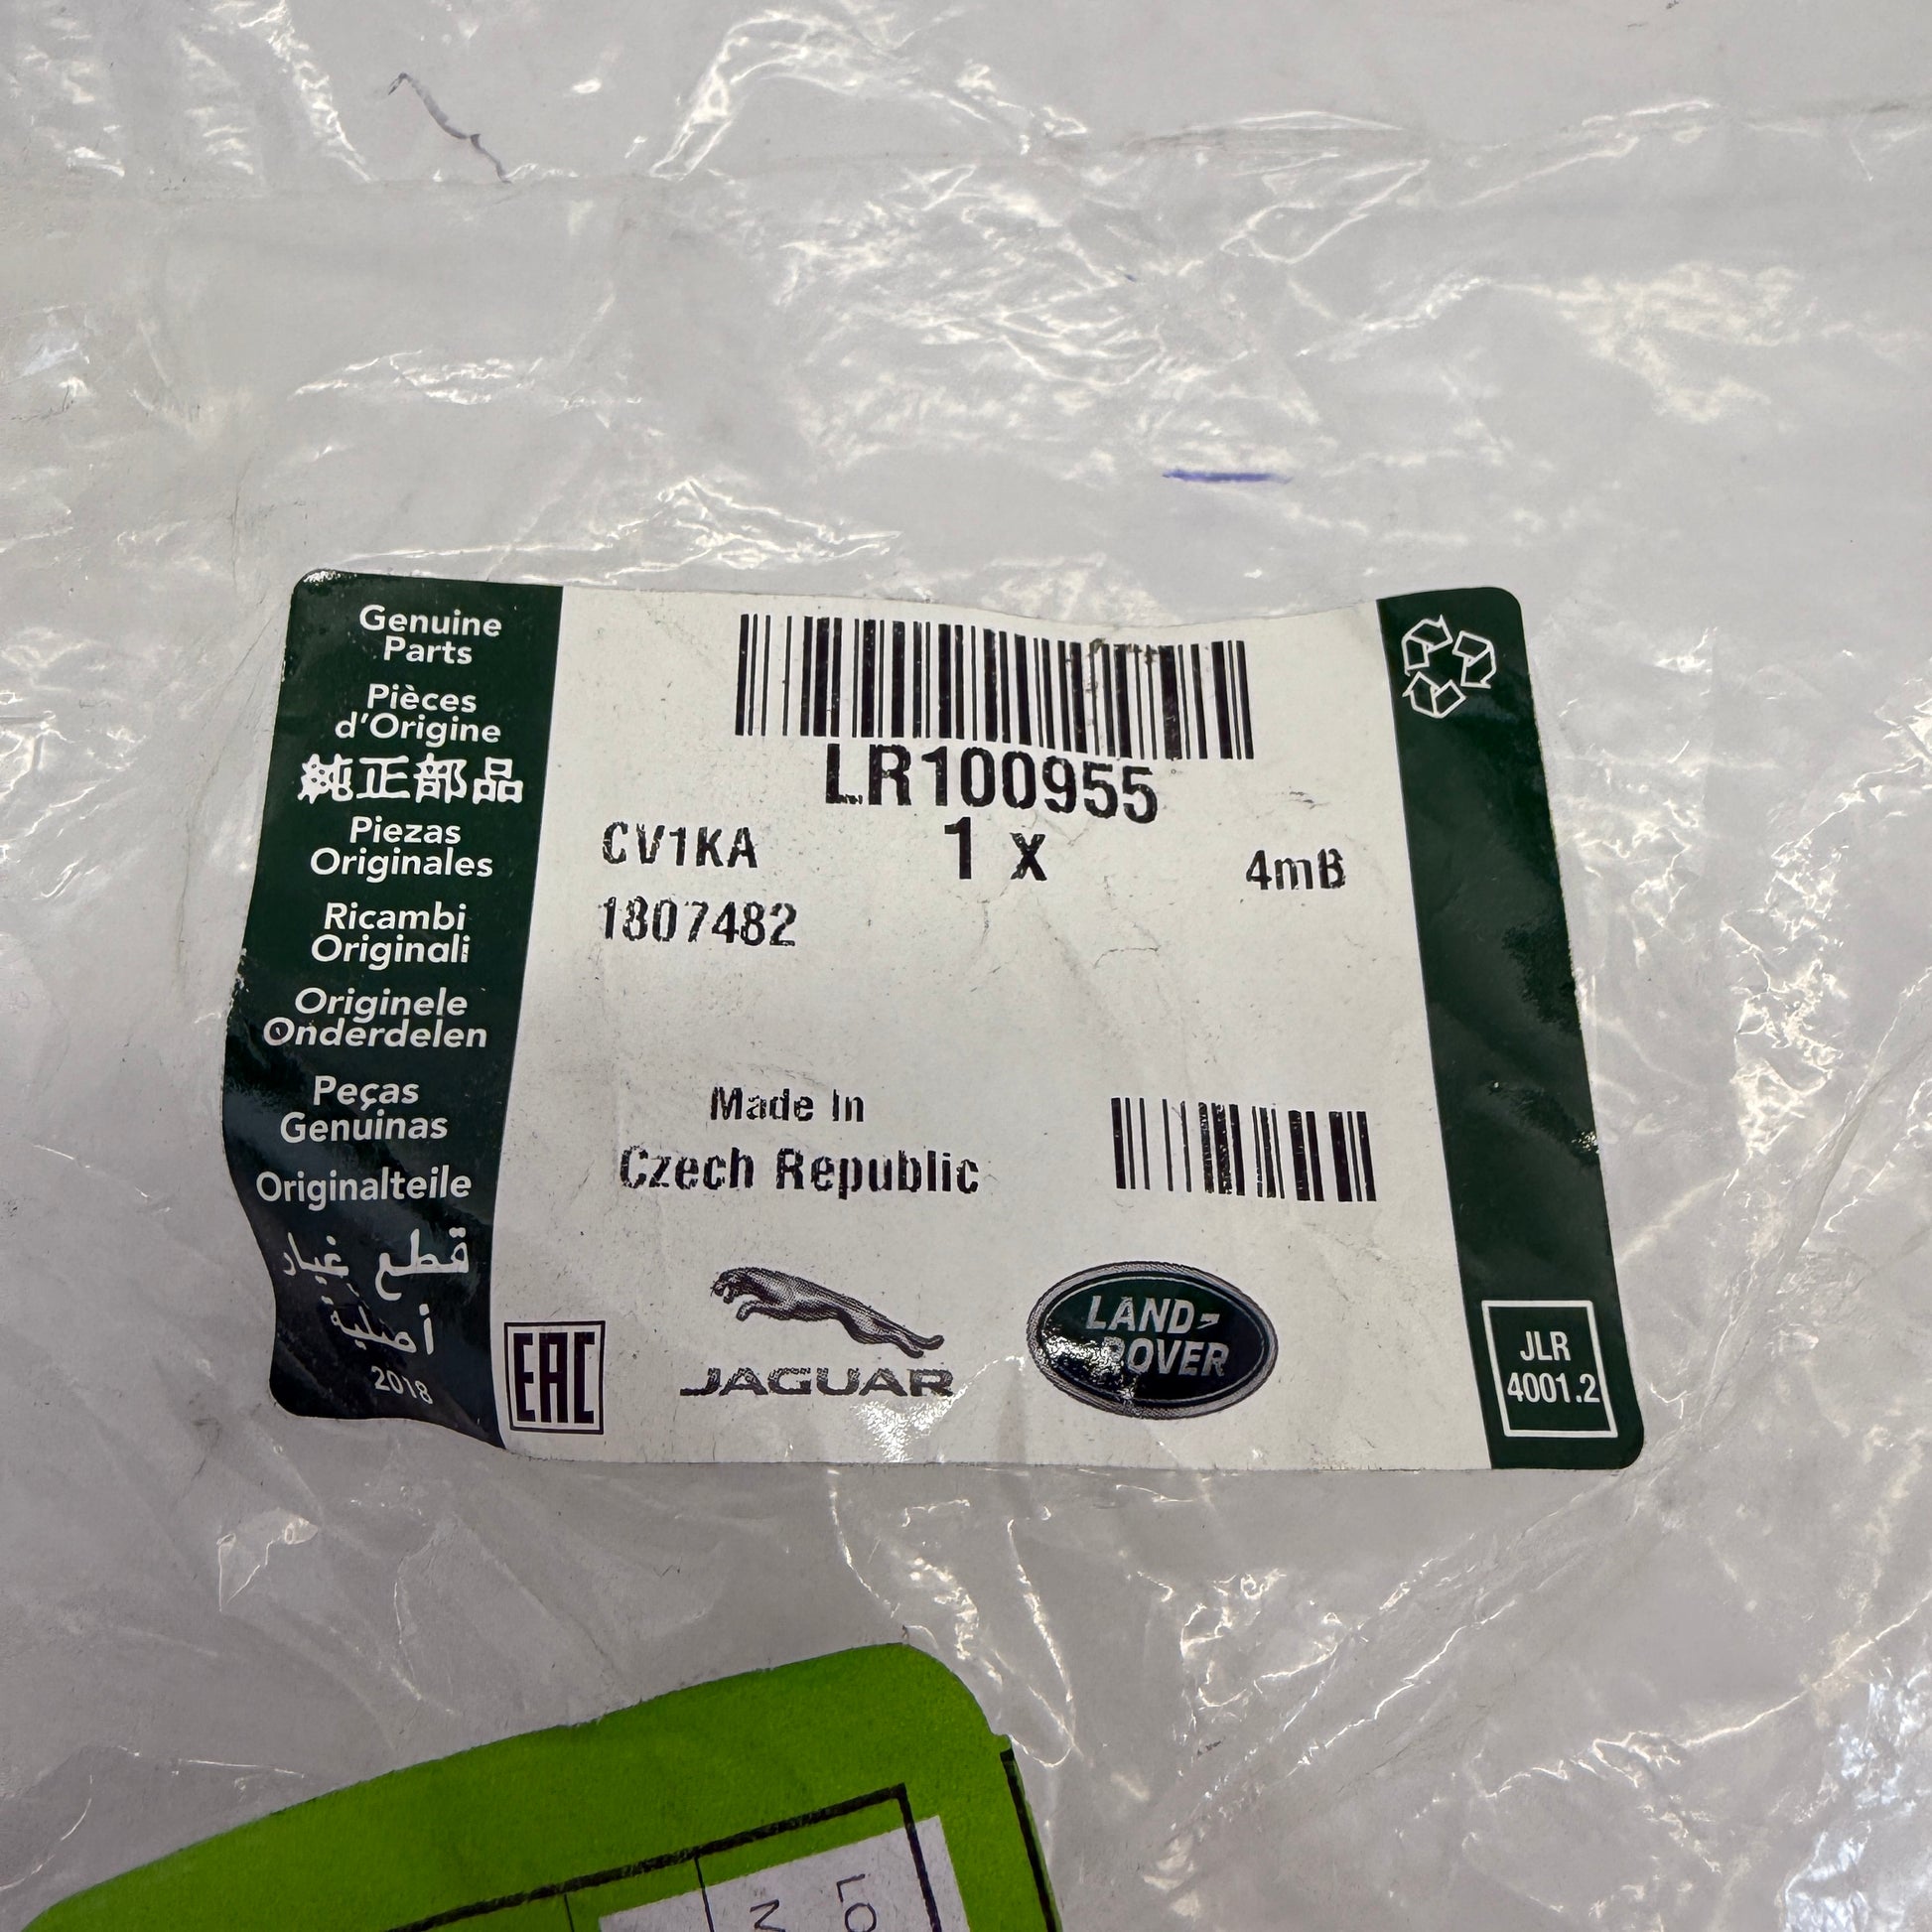 Genuine
Parts
Pièces
d'Origine
純正部品
Piezas
Originales
Ricambi
Originali
Originele
Onderdelen
Peças
Genuinas
Originalteile
قطع غيار
أصلية
2018
LR100955
CV1KA 1 x 4mB
1807482
Made In
Czech Republic
EAC
JAGUAR
LAND-
ROVER
JLR
4001.2
LO